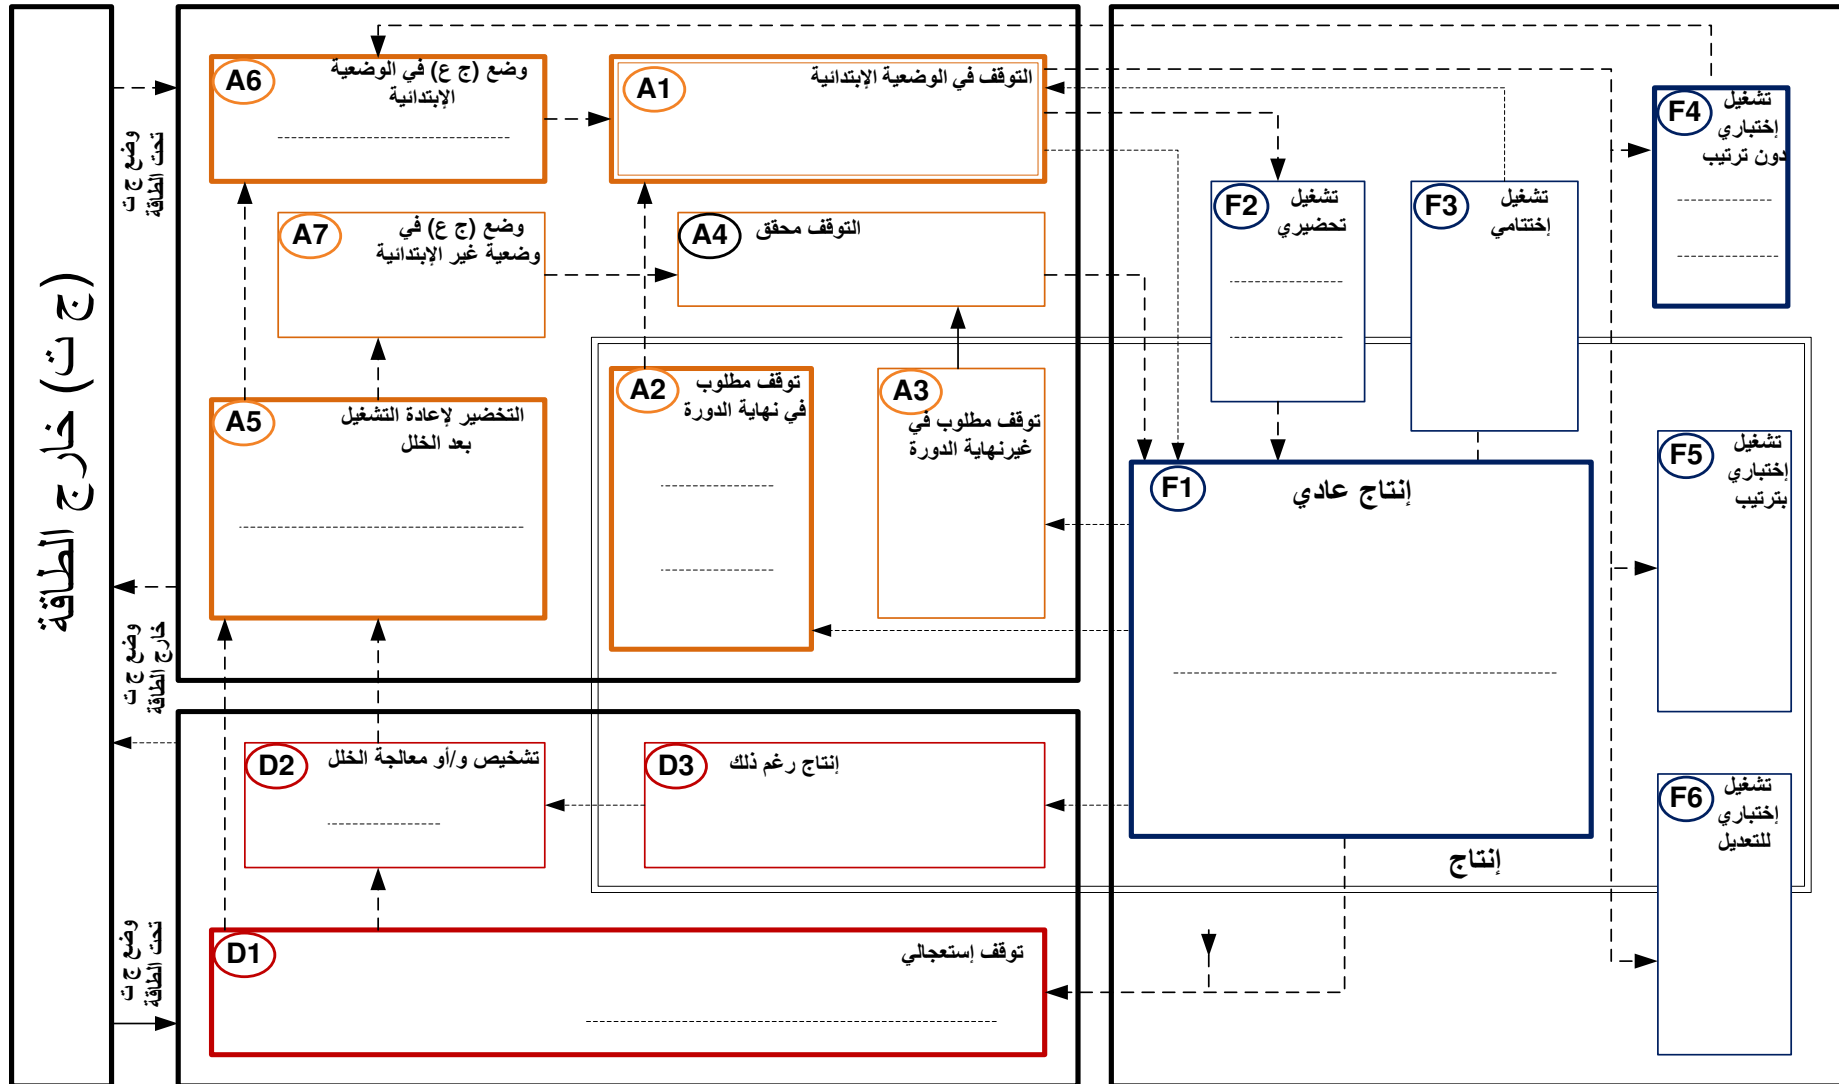 (ج ت) خارج الطاقة
وضع ج ت
تحت الطاقة
وضع ج ت
خارج الطاقة
وضع ج ت
تحت الطاقة
A6
وضع (ج ع) في الوضعية
الإبتدائية
A1
التوقف في الوضعية الإبتدائية
A7
وضع (ج ع) في
وضعية غير الإبتدائية
A4
التوقف محقق
A5
التخضير لإعادة التشغيل
بعد الخلل
A2
توقف مطلوب
في نهاية الدورة
A3
توقف مطلوب في
غيرنهاية الدورة
D2
تشخيص و/أو معالجة الخلل
D3
إنتاج رغم ذلك
D1
توقف إستعجالي
F4
تشغيل
إختباري
دون ترتيب
F2
تشغيل
تحضيري
F3
تشغيل
إختتامي
F1
إنتاج عادي
F5
تشغيل
إختباري
بترتيب
F6
تشغيل
إختباري
للتعديل
إنتاج